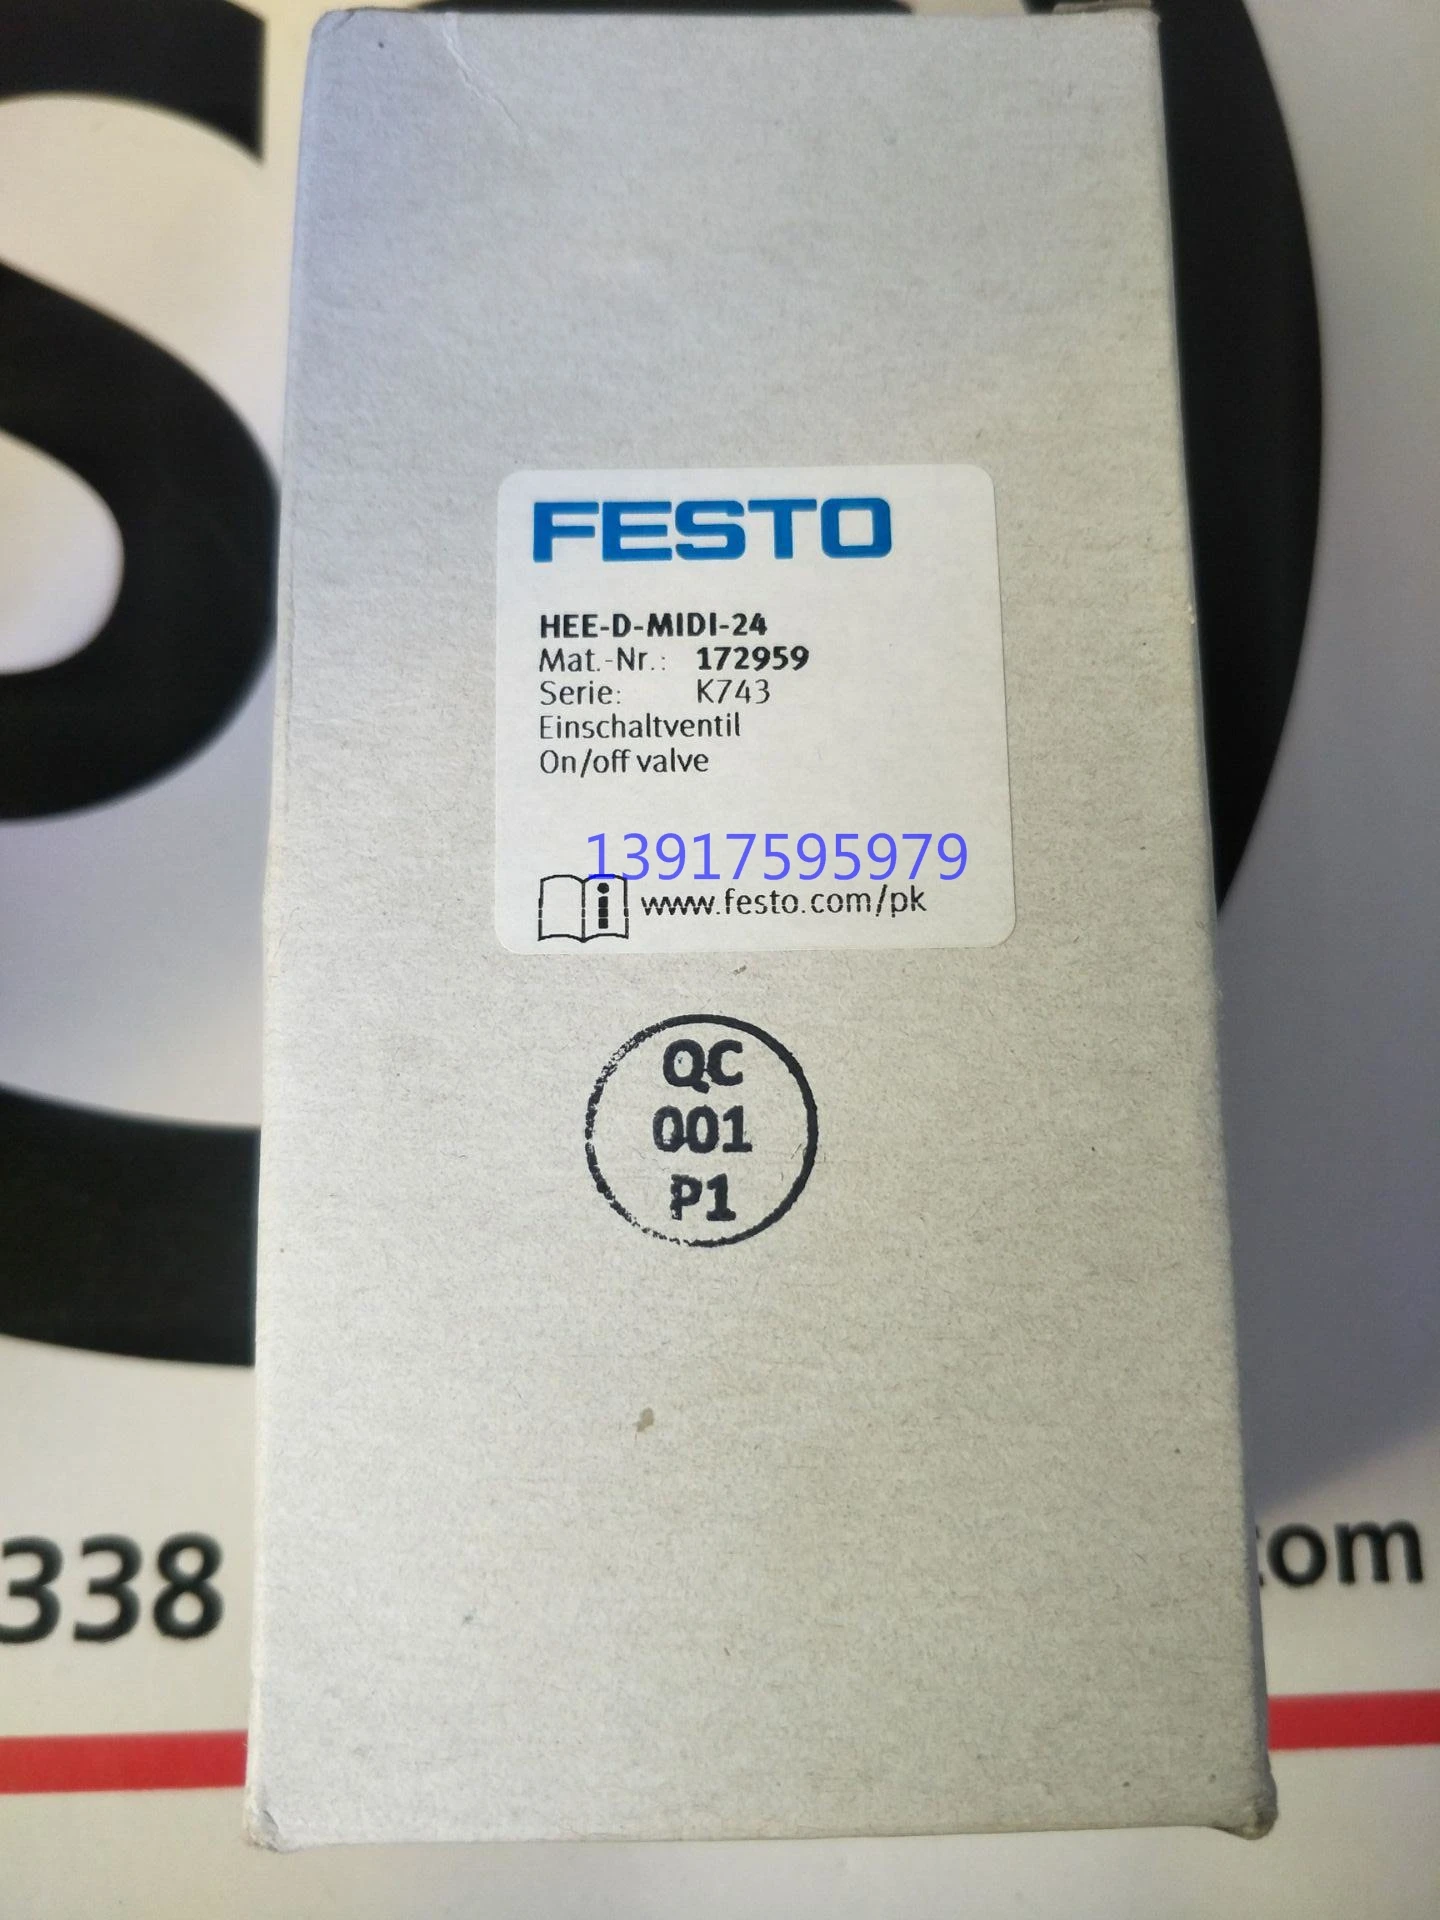 FESTO
HEE-D-MIDI-24
Mat.-Nr.: 172959
Serie: K743
Einschaltventil
On/off valve
13917595979
www.festo.com/pk
QC
001
P1
338
com